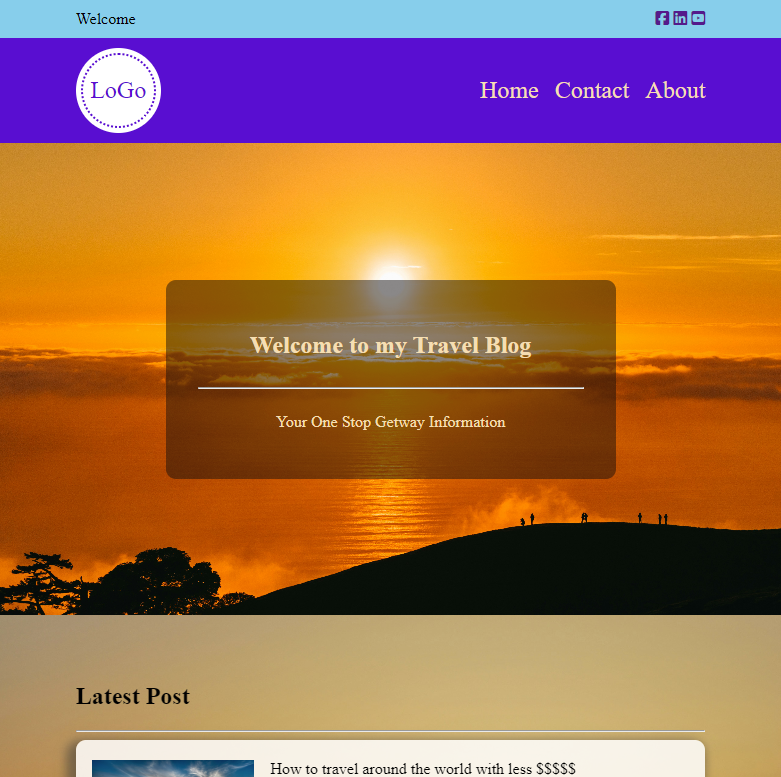 Welcome
LoGo
Home Contact About
Welcome to my Travel Blog
Your One Stop Getway Information
Latest Post
How to travel around the world with less $$$$$